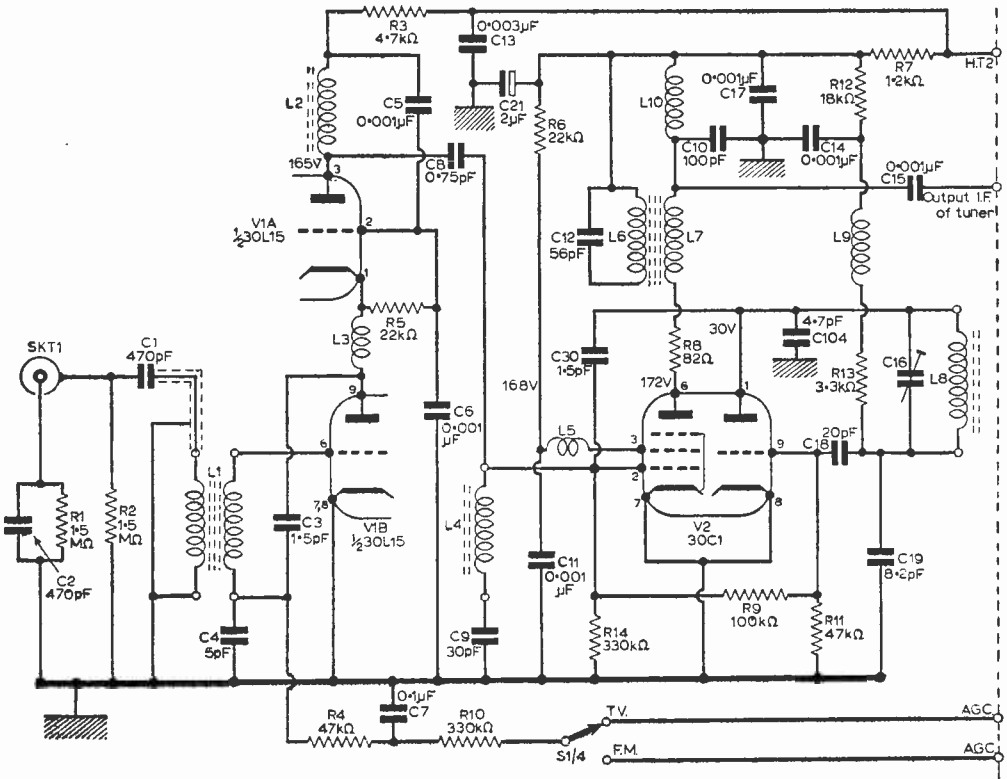 R3
4·7kΩ
0·003µF
C13
H.T.2
R7
1·2kΩ
R12
18kΩ
0·001µF
C17
L10
C21
2µF
R6
22kΩ
L2
C5
0·001µF
C10
100pF
C14
0·001µF
0·001µF
C15
Output I.F.
of tuner
C8
0·75pF
165V
3
V1A
½30L15
2
1
C12
56pF
L6
L7
L9
R5
22kΩ
L3
30V
4·7pF
C104
R8
82Ω
C30
1·5pF
R13
3·3kΩ
C16
L8
SKT1
C1
470pF
168V
172V
6
1
9
C6
0·001
µF
L5
3
2
9
20pF
C18
6
L1
L4
7
8
V2
30C1
7,8
V1B
½30L15
C3
1·5pF
R1
1·5
MΩ
R2
1·5
MΩ
C2
470pF
C11
0·001
µF
C19
8·2pF
R9
100kΩ
R11
47kΩ
R14
330kΩ
C4
5pF
C9
30pF
0·1µF
C7
R4
47kΩ
R10
330kΩ
T.V.
AGC
S1/4
F.M.
AGC